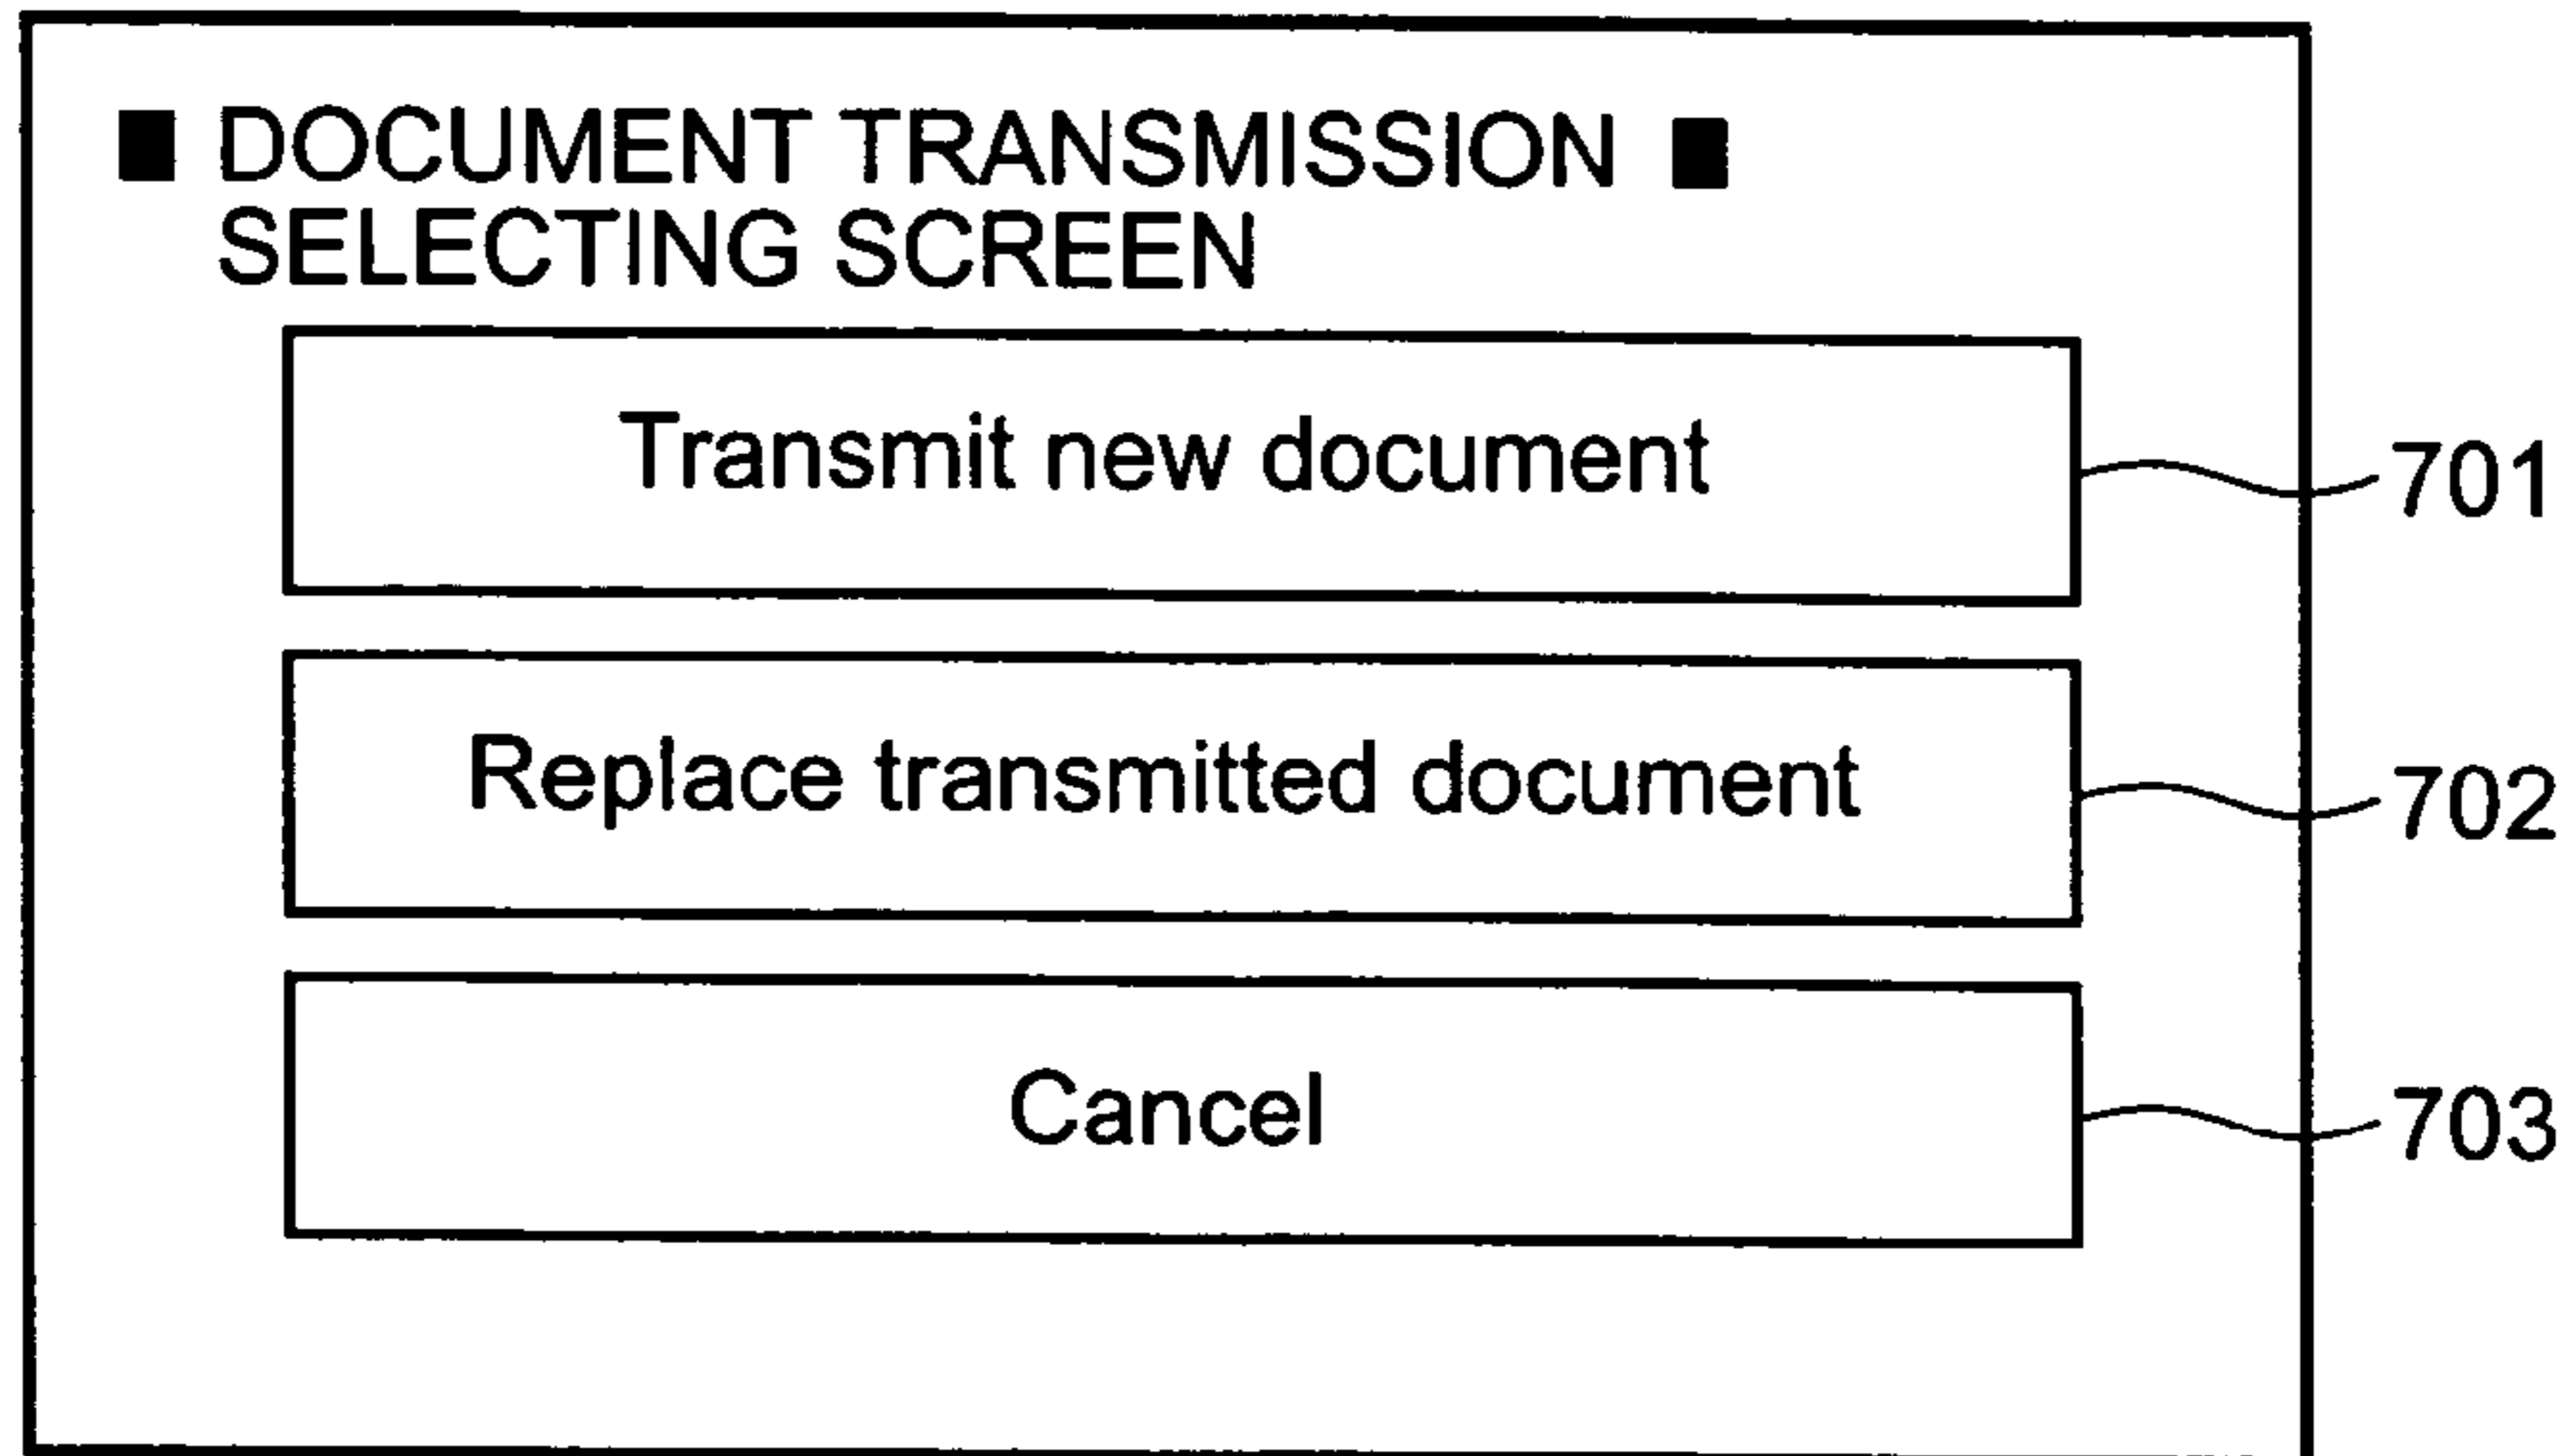 ■ DOCUMENT TRANSMISSION ■
SELECTING SCREEN
Transmit new document
701
Replace transmitted document
702
Cancel
703